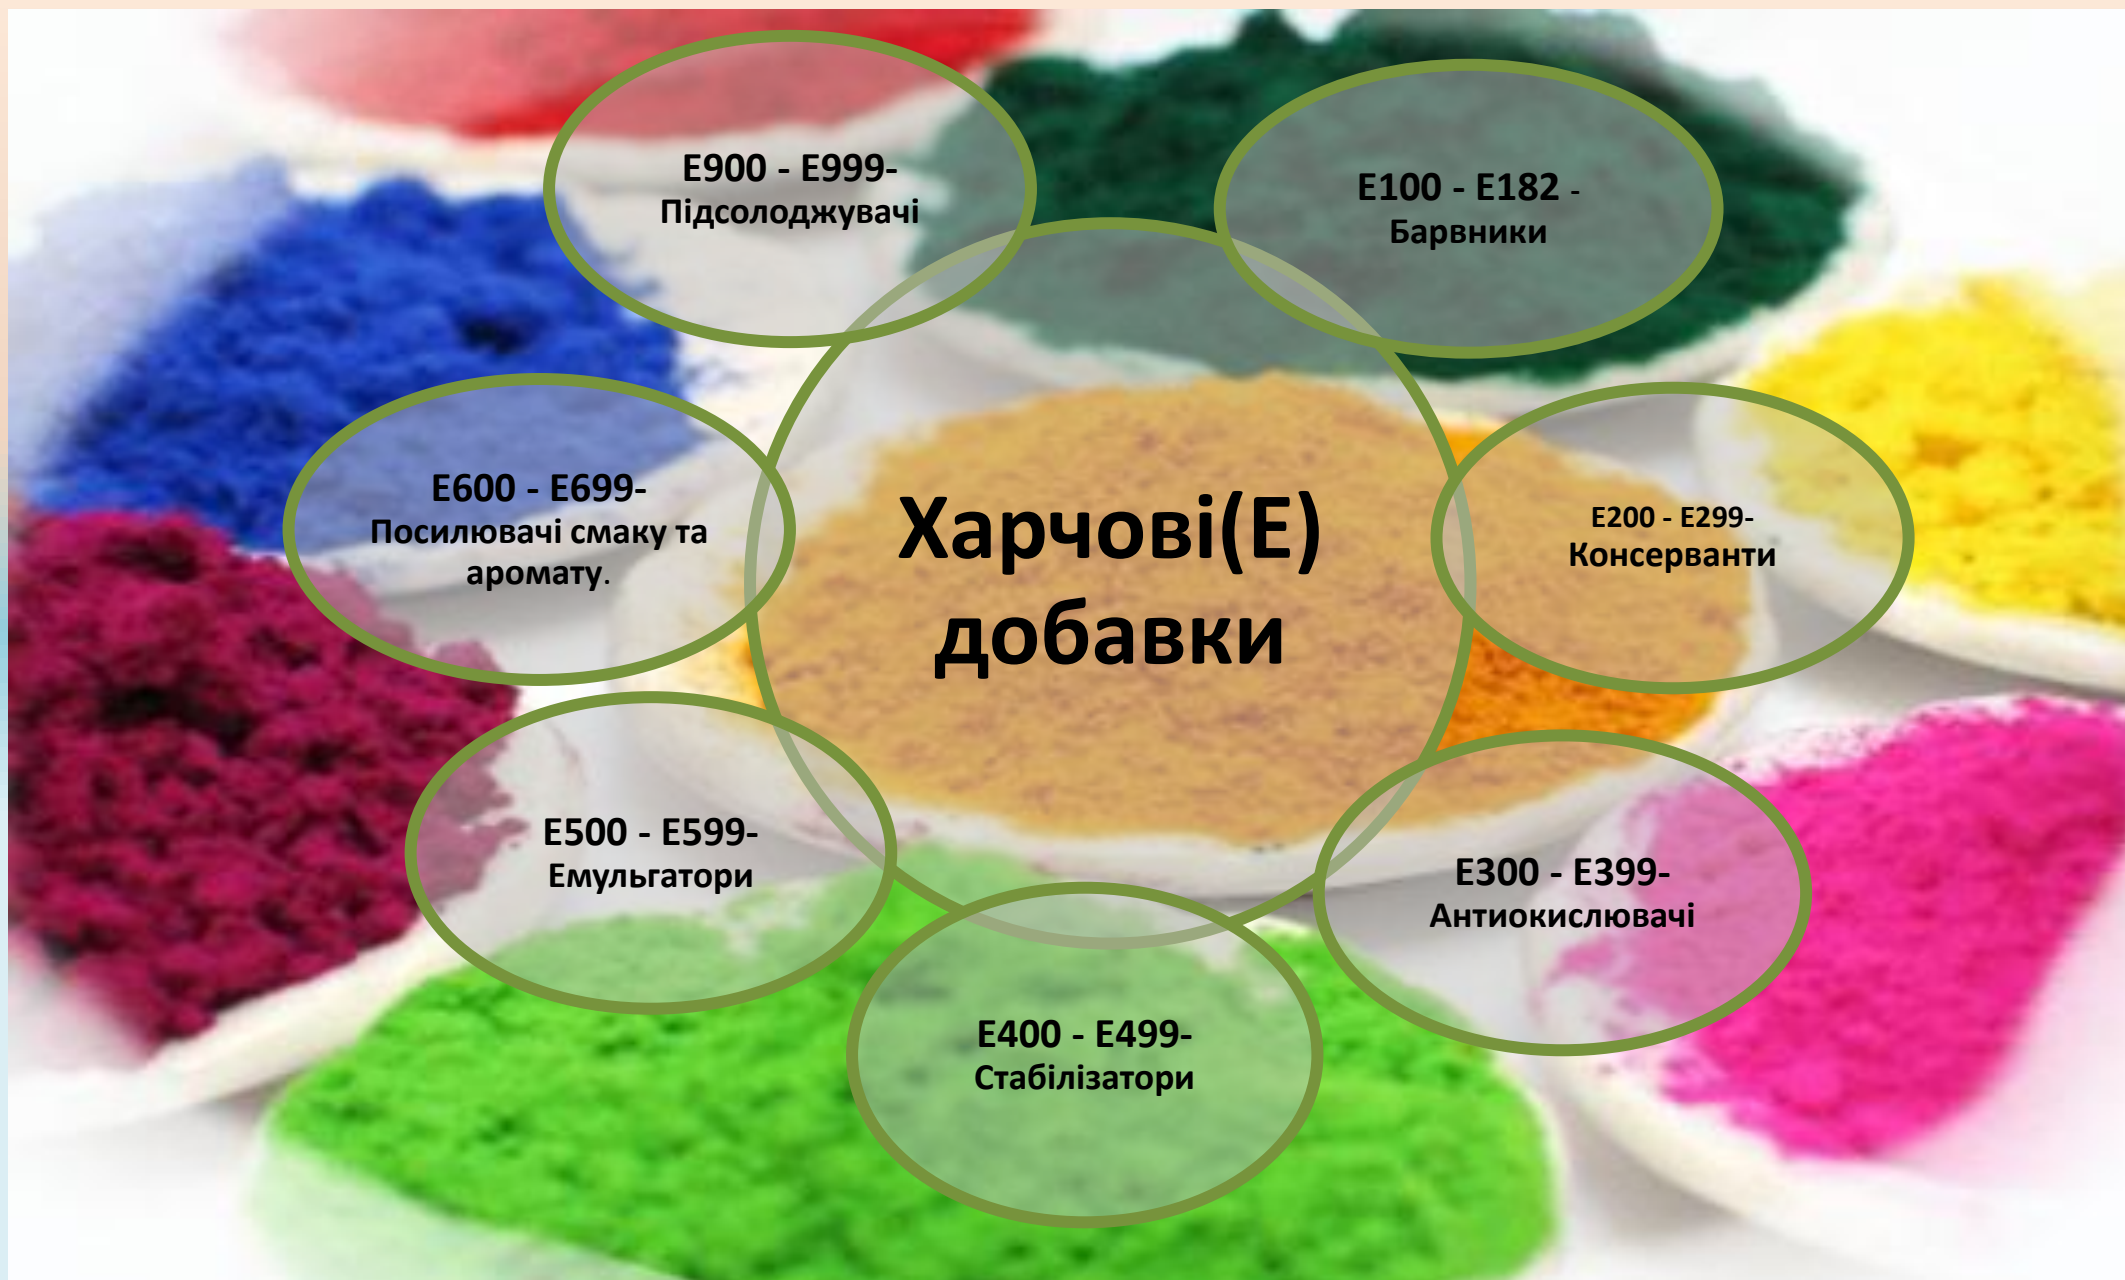 Харчові(Е)
добавки
Е100 - Е182 -
Барвники
Е200 - Е299-
Консерванти
Е300 - Е399-
Антиокислювачі
Е400 - Е499-
Стабілізатори
Е500 - Е599-
Емульгатори
Е600 - Е699-
Посилювачі смаку та
аромату.
Е900 - Е999-
Підсолоджувачі